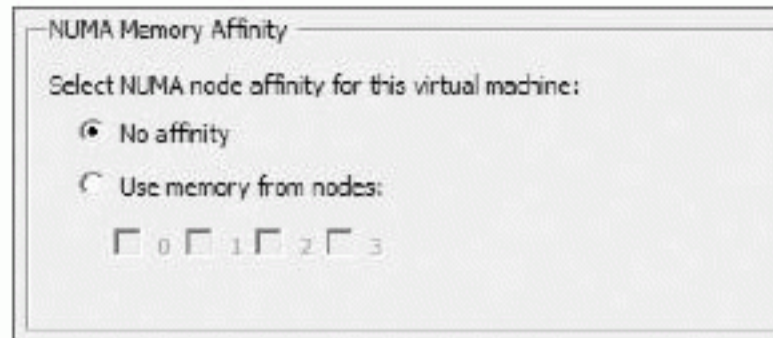 NUMA Memory Affinity
Select NUMA node affinity for this virtual machine:
No affinity
Use memory from nodes:
0 1 2 3